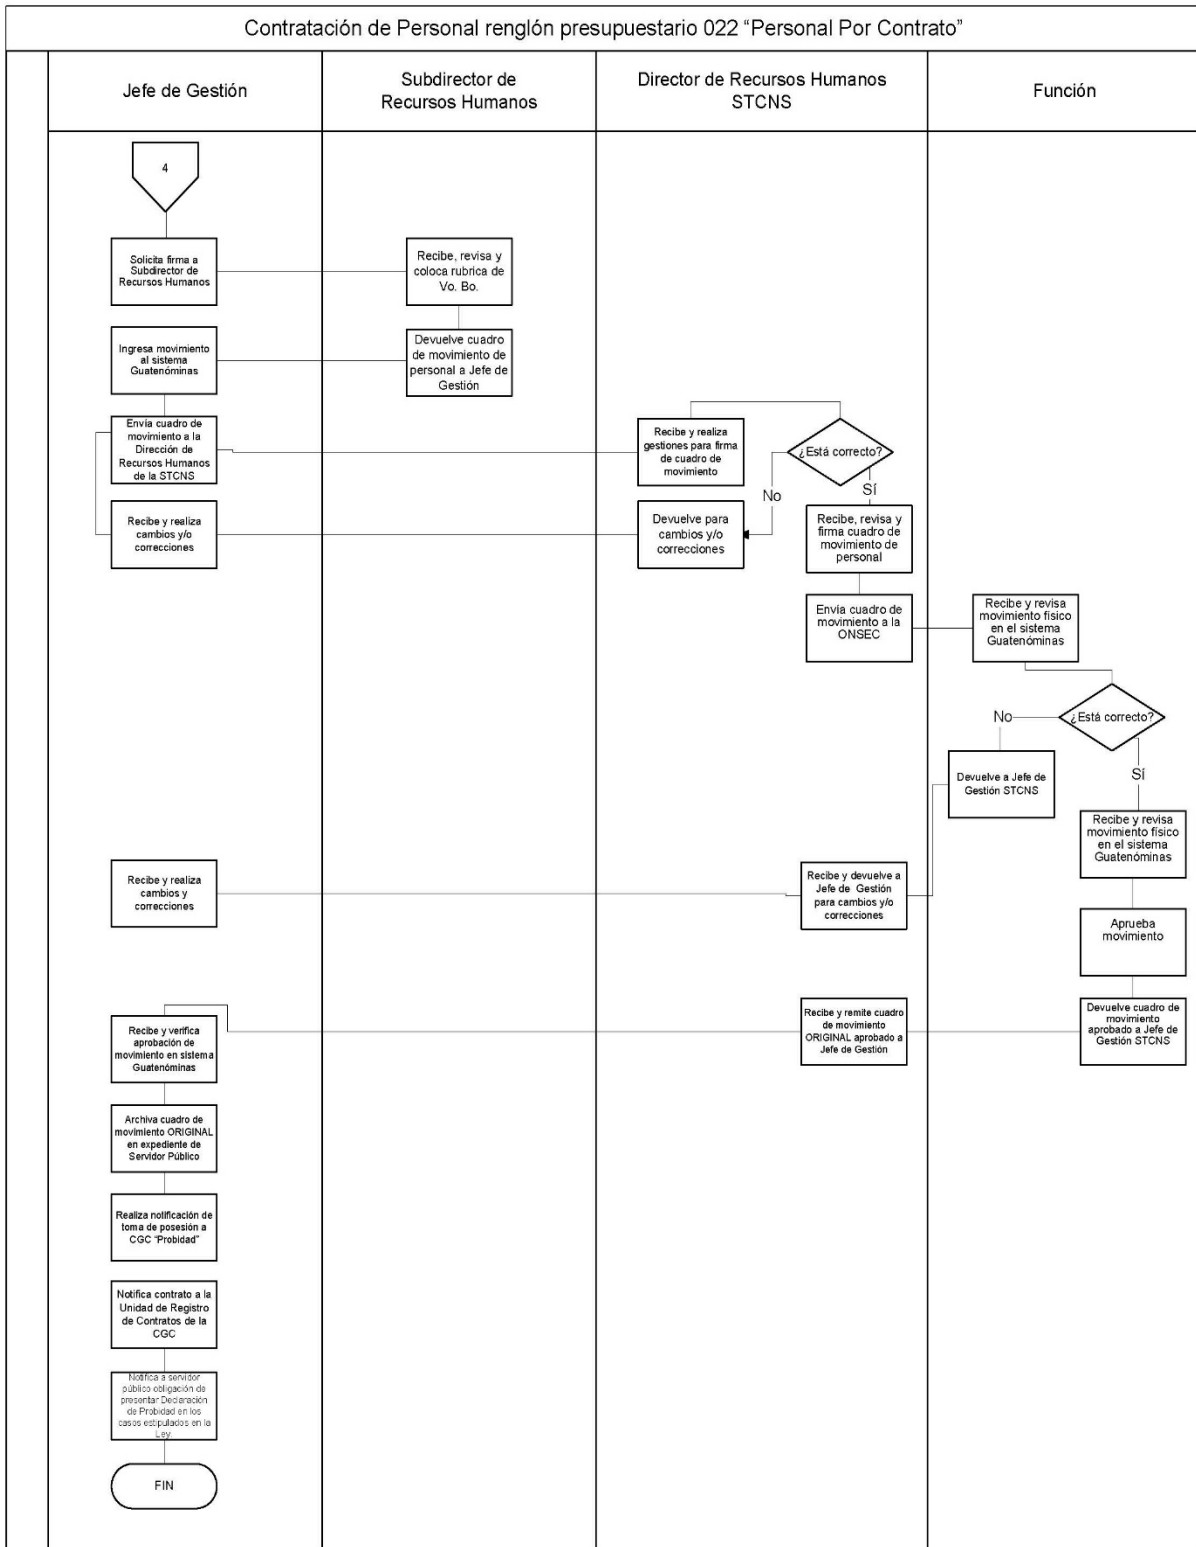 Contratación de Personal renglón presupuestario 022 “Personal Por Contrato”
Jefe de Gestión
Subdirector de
Recursos Humanos
Director de Recursos Humanos
STCNS
Función
4
Solicita firma a
Subdirector de
Recursos Humanos
Recibe, revisa y
coloca rubrica de
Vo. Bo.
Ingresa movimiento
al sistema
Guatenóminas
Devuelve cuadro
de movimiento de
personal a Jefe de
Gestión
Envía cuadro de
movimiento a la
Dirección de
Recursos Humanos
de la STCNS
Recibe y realiza
gestiones para firma
de cuadro de
movimiento
¿Está correcto?
No
Sí
Recibe y realiza
cambios y/o
correcciones
Devuelve para
cambios y/o
correcciones
Recibe, revisa y
firma cuadro de
movimiento de
personal
Envía cuadro de
movimiento a la
ONSEC
Recibe y revisa
movimiento físico
en el sistema
Guatenóminas
¿Está correcto?
No
Sí
Devuelve a Jefe de
Gestión STCNS
Recibe y revisa
movimiento físico
en el sistema
Guatenóminas
Recibe y realiza
cambios y
correcciones
Recibe y devuelve a
Jefe de Gestión
para cambios y/o
correcciones
Aprueba
movimiento
Recibe y verifica
aprobación de
movimiento en sistema
Guatenóminas
Recibe y remite cuadro
de movimiento
ORIGINAL aprobado a
Jefe de Gestión
Devuelve cuadro de
movimiento
aprobado a Jefe de
Gestión STCNS
Archiva cuadro de
movimiento ORIGINAL
en expediente de
Servidor Público
Realiza notificación de
toma de posesión a
CGC “Probidad”
Notifica contrato a la
Unidad de Registro
de Contratos de la
CGC
Notifica a servidor
público obligación de
presentar Declaración
de Probidad en los
casos estipulados en la
Ley.
FIN